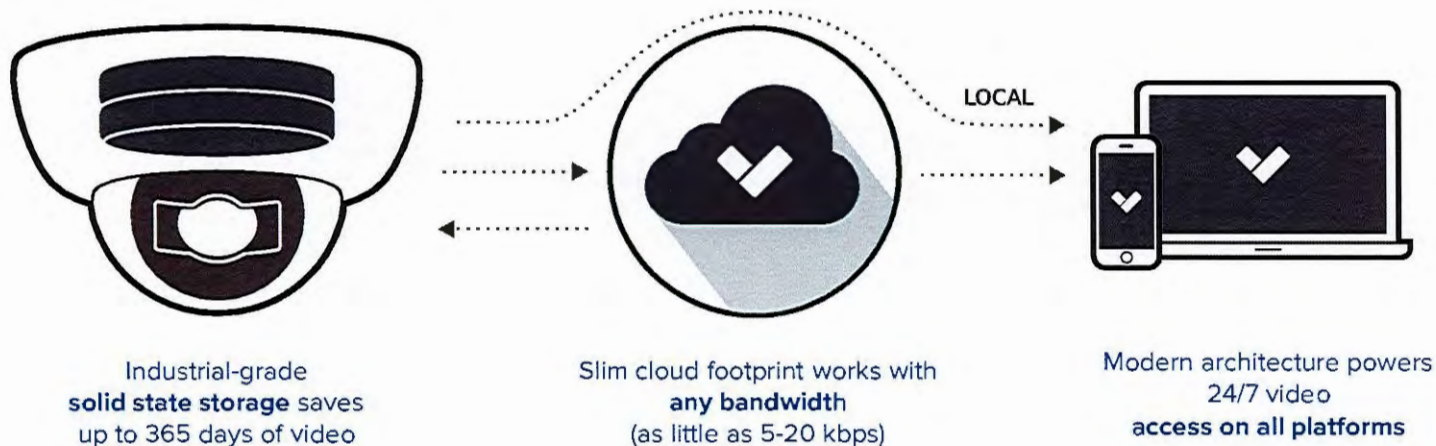 LOCAL
Industrial-grade
solid state storage saves
up to 365 days of video
Slim cloud footprint works with
any bandwidth
(as little as 5-20 kbps)
Modern architecture powers
24/7 video
access on all platforms